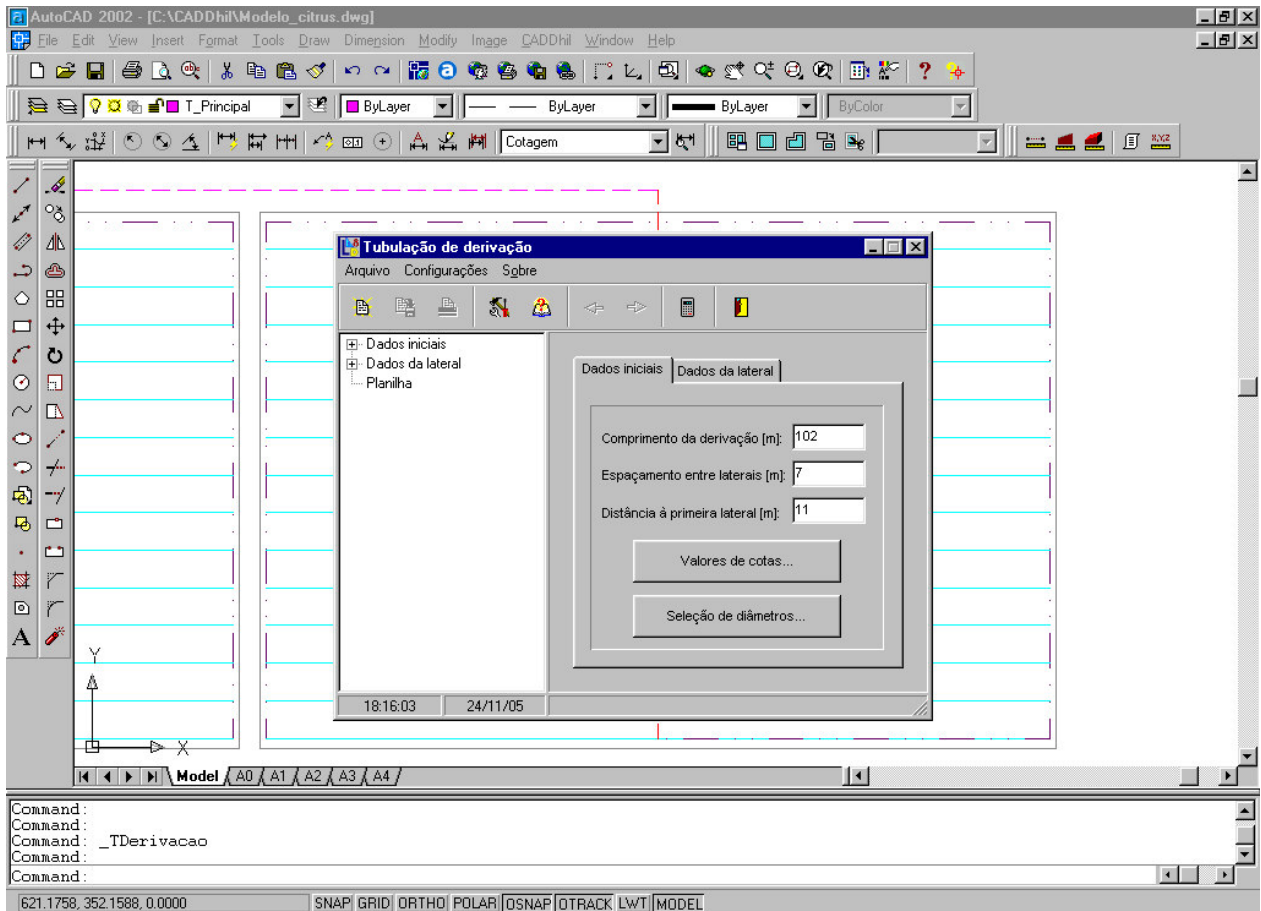 AutoCAD 2002 - [C:\CADDhil\Modelo_citrus.dwg]
File Edit View Insert Format Tools Draw Dimension Modify Image CADDhil Window Help
T_Principal ByLayer ByLayer ByLayer ByColor
Cotagem
Tubulação de derivação
Arquivo Configurações Sobre
Dados iniciais
Dados da lateral
Planilha
Dados iniciais Dados da lateral
Comprimento da derivação [m]: 102
Espaçamento entre laterais [m]: 7
Distância à primeira lateral [m]: 11
Valores de cotas...
Seleção de diâmetros...
18:16:03 24/11/05
Y
X
Model A0 A1 A2 A3 A4
Command:
Command:
Command: _TDerivacao
Command:
Command:
621.1758, 352.1588, 0.0000 SNAP GRID ORTHO POLAR OSNAP OTRACK LWT MODEL